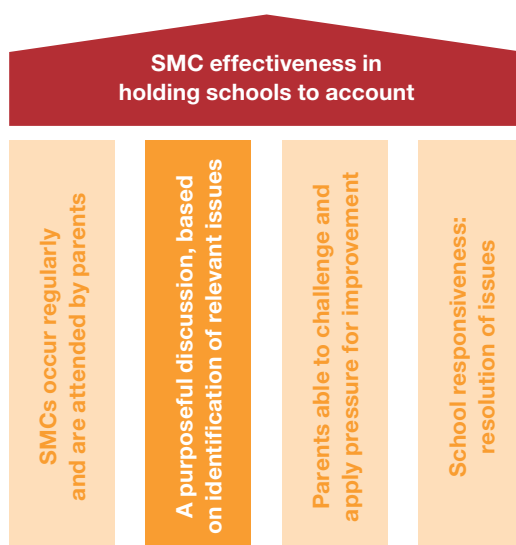 SMC effectiveness in
holding schools to account
SMCs occur regularly
and are attended by parents
A purposeful discussion, based
on identification of relevant issues
Parents able to challenge and
apply pressure for improvement
School responsiveness:
resolution of issues